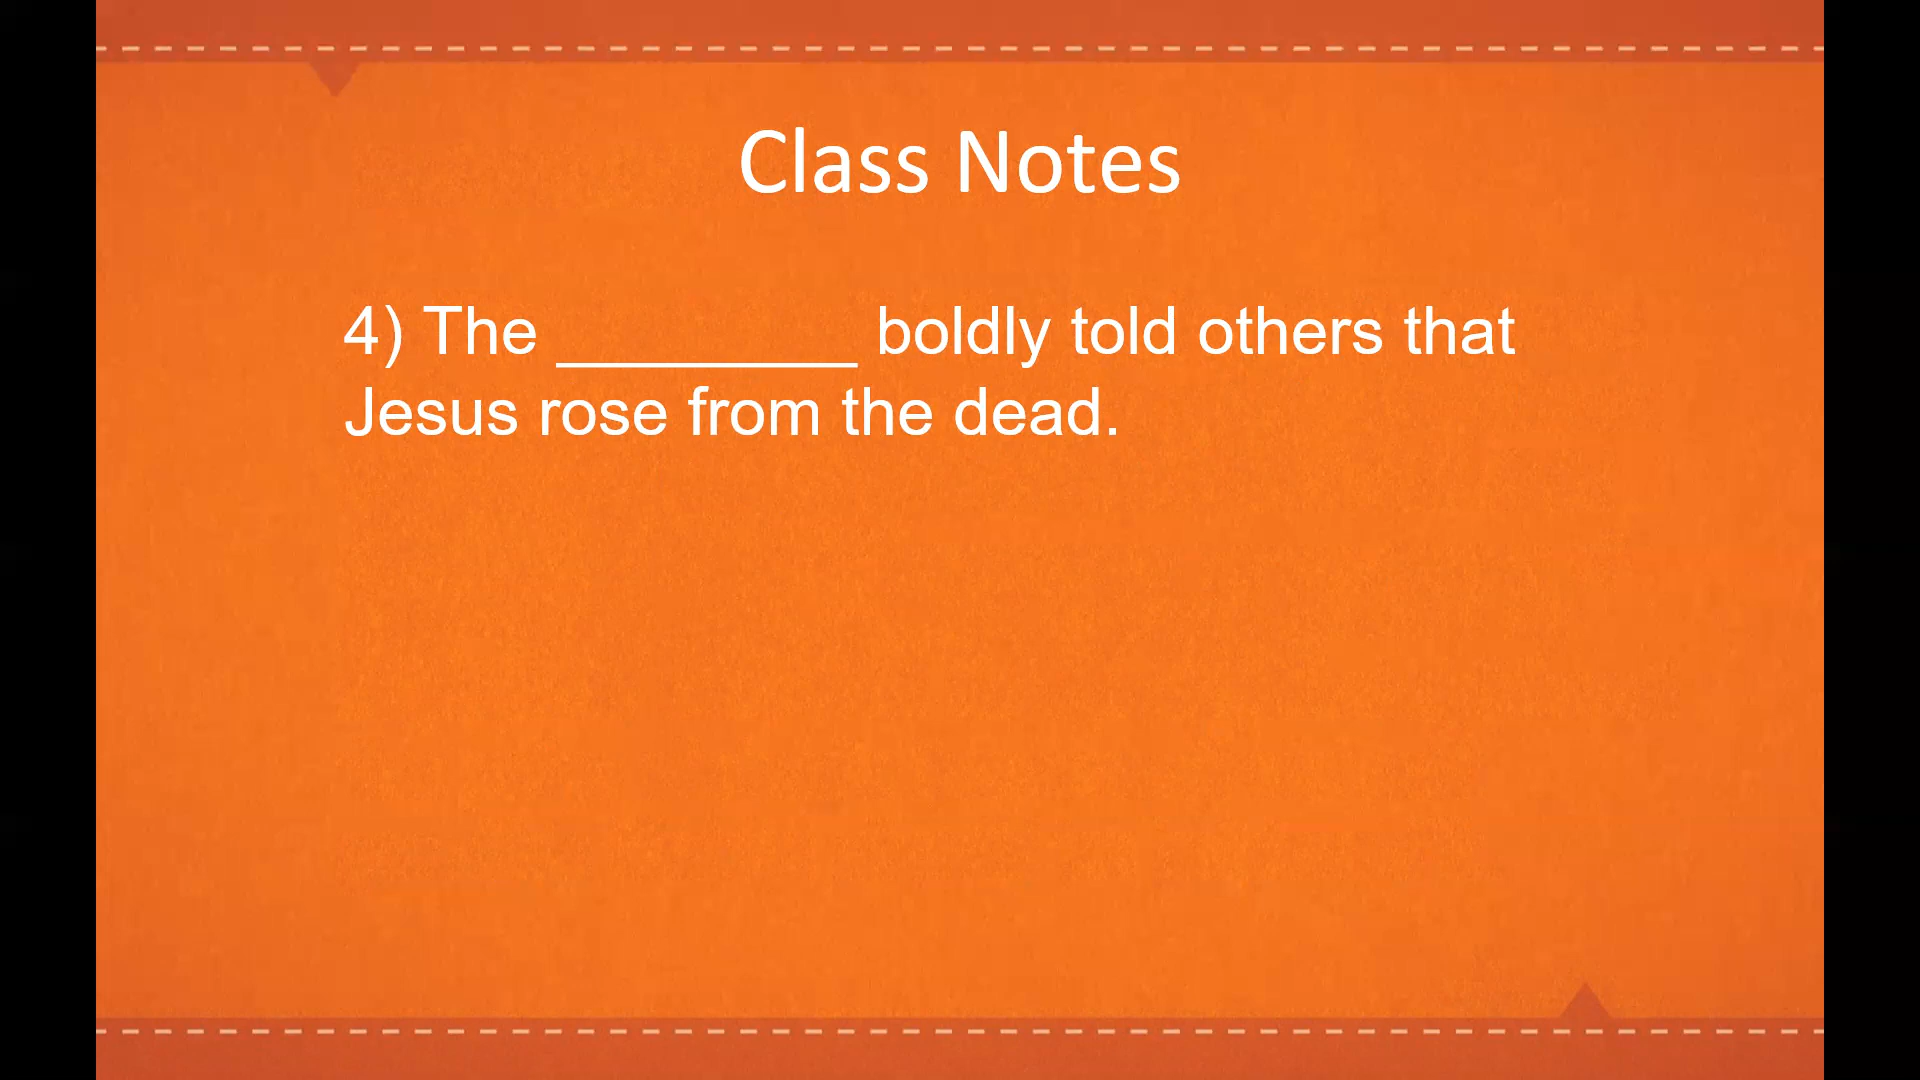 Class Notes
4) The _________ boldly told others that
Jesus rose from the dead.